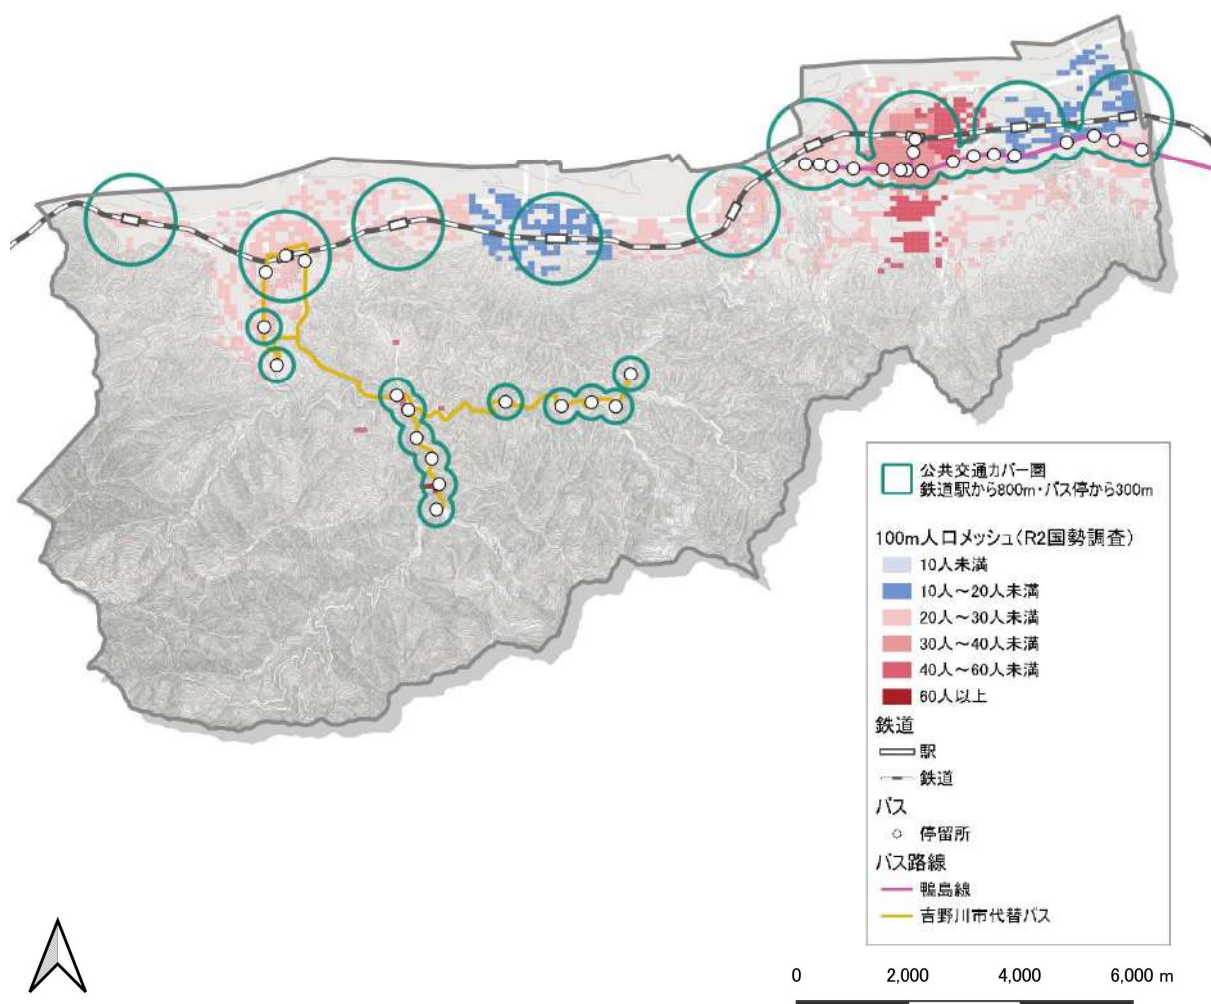 公共交通カバー圏
鉄道駅から800m・バス停から300m
100m人口メッシュ（R2国勢調査）
10人未満
10人～20人未満
20人～30人未満
30人～40人未満
40人～60人未満
60人以上
鉄道
駅
鉄道
バス
停留所
バス路線
鴨島線
吉野川市代替バス
0 2,000 4,000 6,000 m